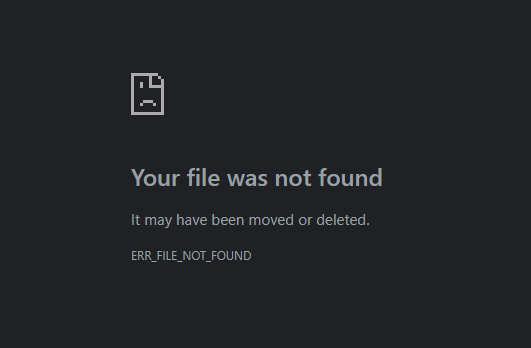 Your file was not found
It may have been moved or deleted.
ERR_FILE_NOT_FOUND